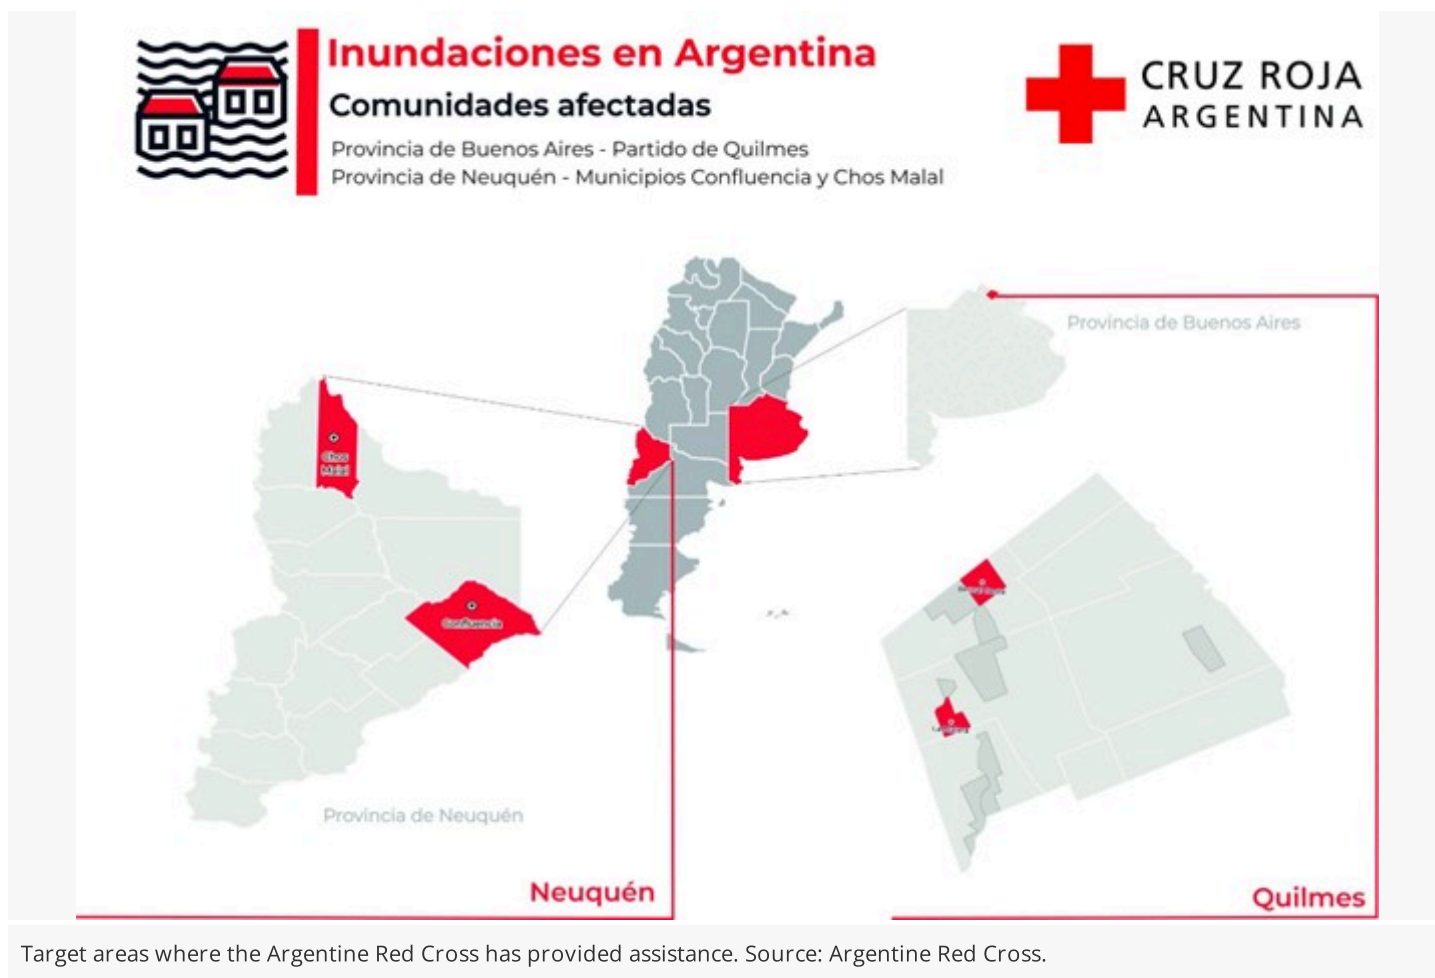 Inundaciones en Argentina
Comunidades afectadas
Provincia de Buenos Aires - Partido de Quilmes
Provincia de Neuquén - Municipios Confluencia y Chos Malal
CRUZ ROJA
ARGENTINA
Provincia de Buenos Aires
Chos
Malal
Confluencia
Provincia de Neuquén
Neuquén
Quilmes
Target areas where the Argentine Red Cross has provided assistance. Source: Argentine Red Cross.